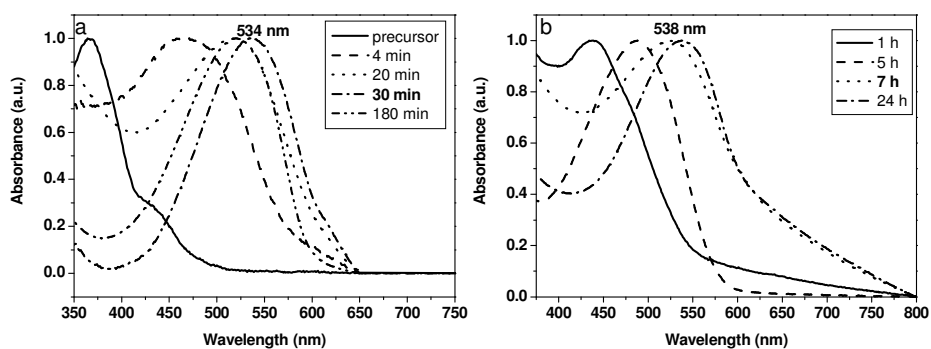 a
534 nm
precursor
4 min
20 min
30 min
180 min
1.0
0.8
0.6
0.4
0.2
0.0
Absorbance (a.u.)
350 400 450 500 550 600 650 700 750
Wavelength (nm)
b
538 nm
1 h
5 h
7 h
24 h
1.0
0.8
0.6
0.4
0.2
0.0
Absorbance (a.u.)
400 450 500 550 600 650 700 750 800
Wavelength (nm)